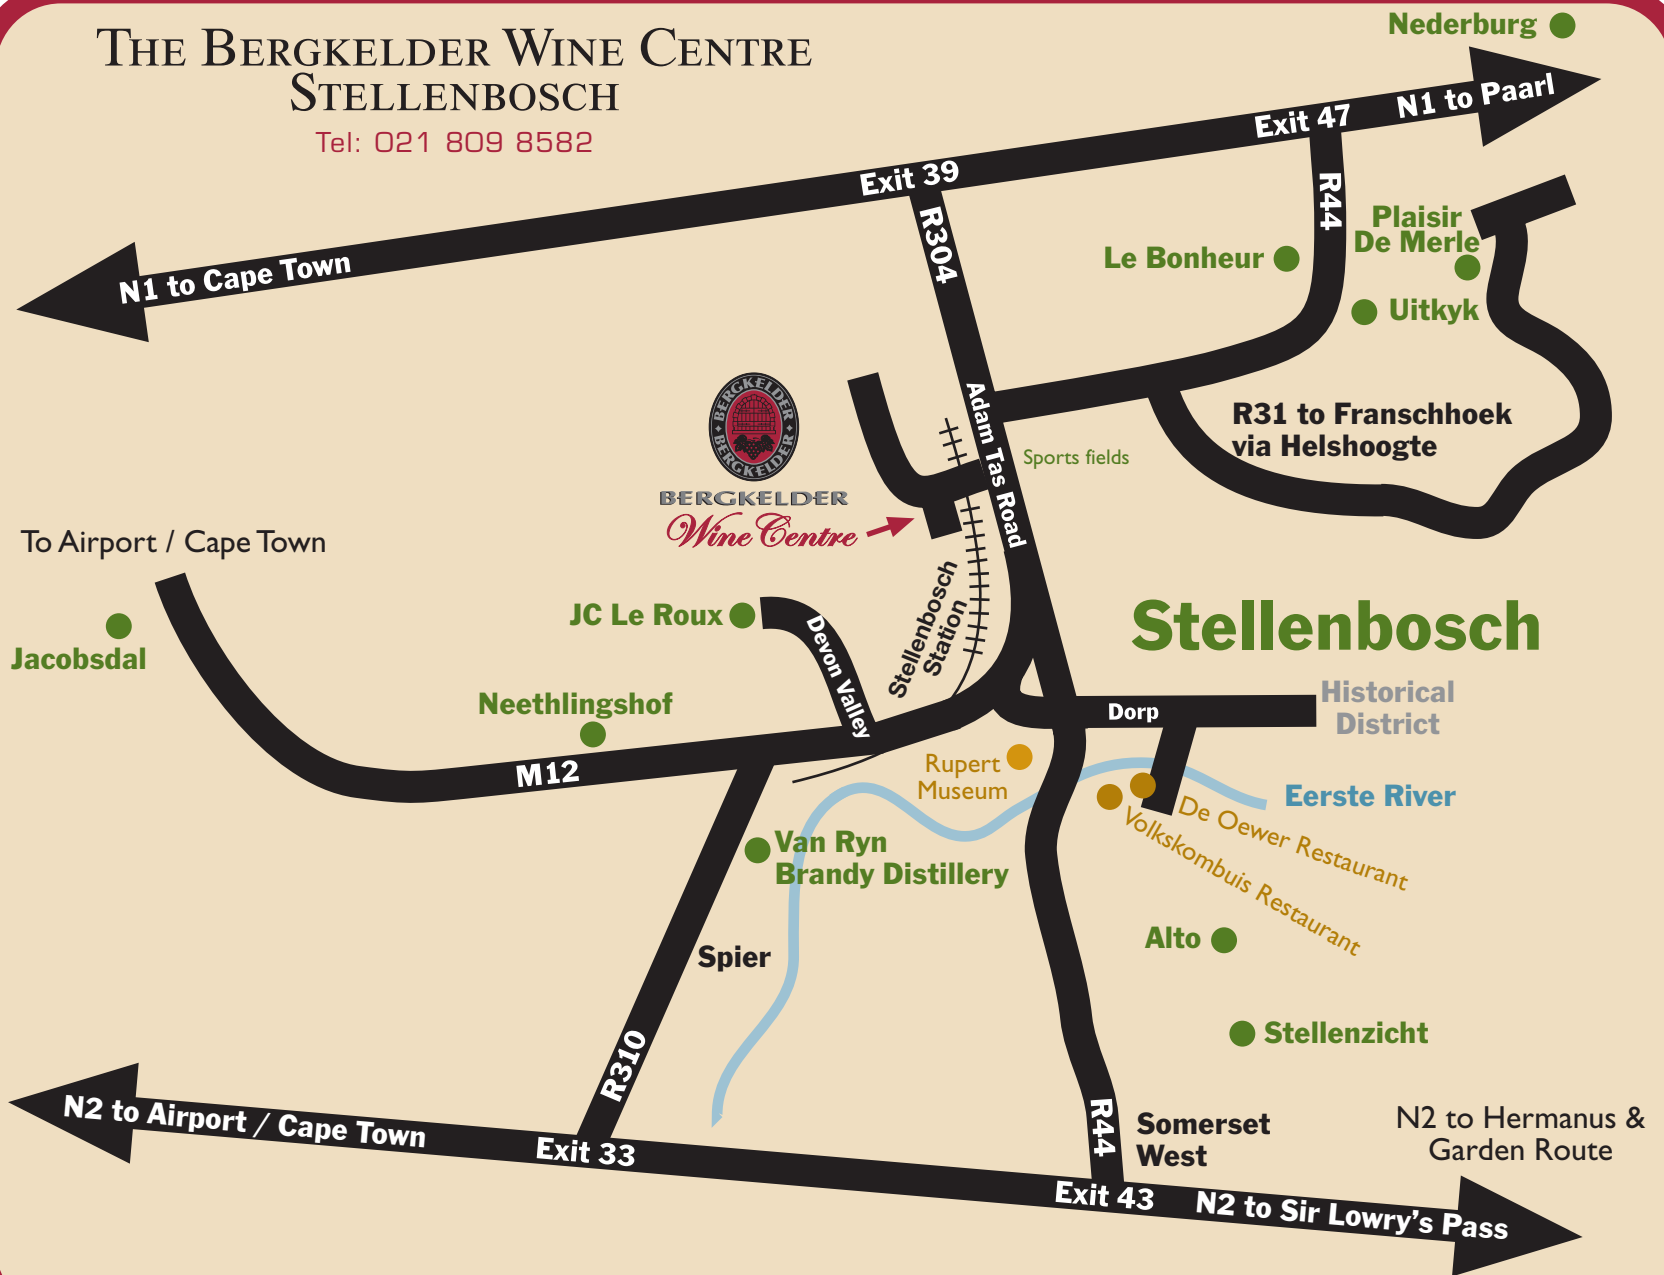 THE BERGKELDER WINE CENTRE
STELLENBOSCH
Tel: 021 809 8582
Nederburg
N1 to Paarl
Exit 47
Exit 39
N1 to Cape Town
R44
R304
Plaisir
De Merle
Le Bonheur
Uitkyk
R31 to Franschhoek
via Helshoogte
Adam Tas Road
Sports fields
BERGKELDER
BERGKELDER
BERGKELDER
Wine Centre
To Airport / Cape Town
Jacobsdal
JC Le Roux
Devon Valley
Stellenbosch
Station
Stellenbosch
Historical
District
Dorp
Neethlingshof
M12
Rupert
Museum
Eerste River
De Oewer Restaurant
Volkskombuis Restaurant
Van Ryn
Brandy Distillery
Alto
Spier
Stellenzicht
R310
R44
Somerset
West
N2 to Hermanus &
Garden Route
N2 to Airport / Cape Town
Exit 33
Exit 43
N2 to Sir Lowry's Pass